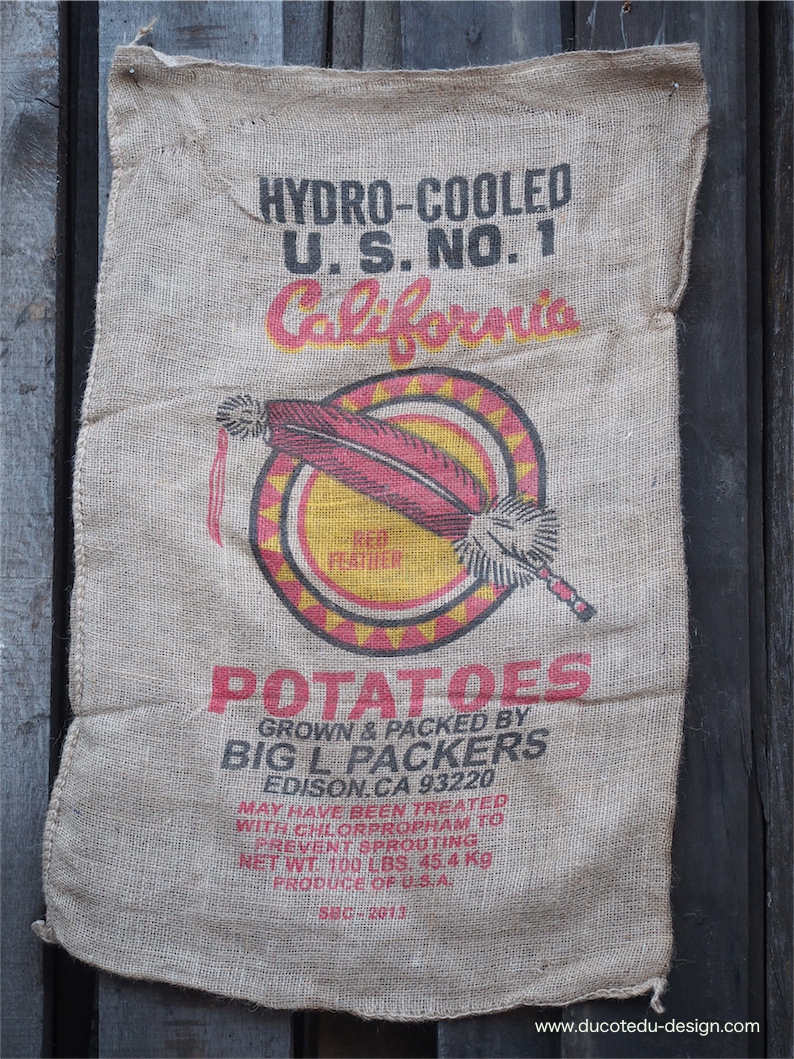 HYDRO-COOLED
U. S. NO. 1
California
RED
FEATHER
POTATOES
GROWN & PACKED BY
BIG L PACKERS
EDISON.CA 93220
MAY HAVE BEEN TREATED
WITH CHLORPROPHAM TO
PREVENT SPROUTING
NET WT. 100 LBS. 45.4 Kg
PRODUCE OF U.S.A.
SBC - 2013
www.ducotedu-design.com